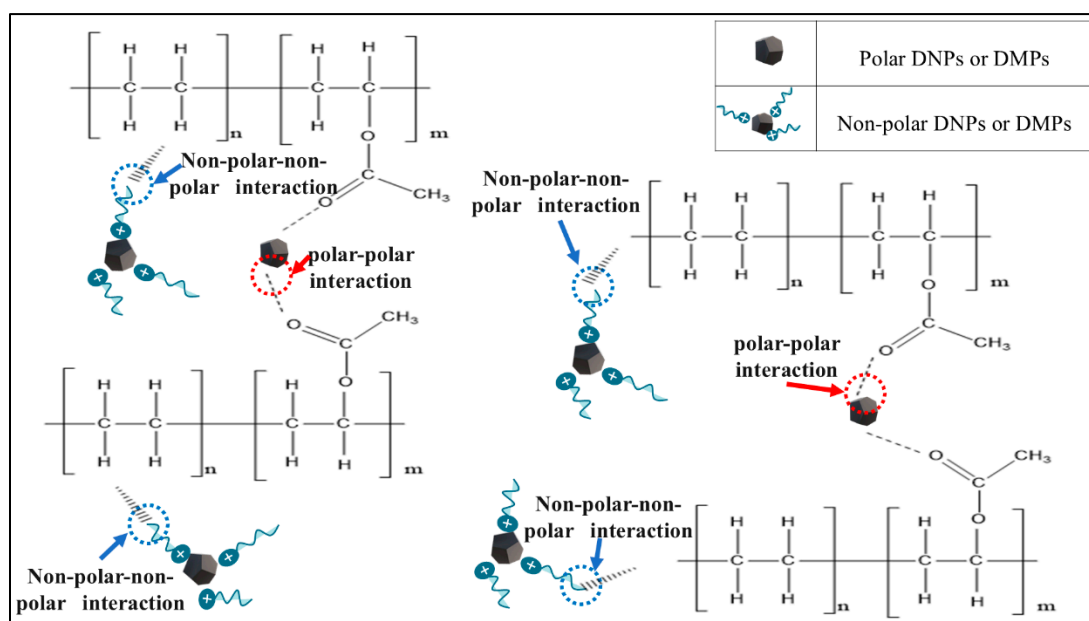 H H H H
C C C C
H H H O
n m
Non-polar-non-
polar interaction
C
O CH₃
polar-polar
interaction
O CH₃
C
H H H O
C C C C
H H H H
n m
Non-polar-non-
polar interaction
Polar DNPs or DMPs
Non-polar DNPs or DMPs
Non-polar-non-
polar interaction
H H H H
C C C C
H H H O
n m
C
O CH₃
polar-polar
interaction
O CH₃
C
Non-polar-non-
polar interaction
H H H O
C C C C
H H H H
n m